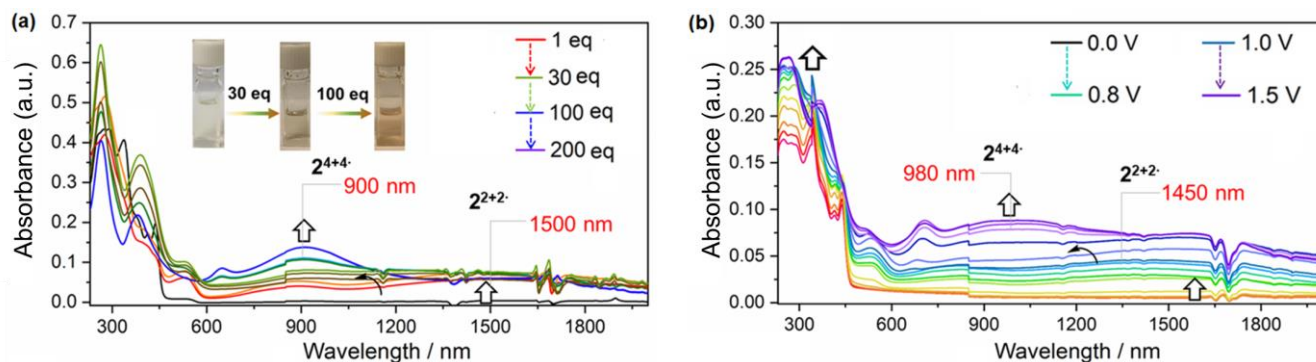 (a)
0.7
0.6
0.5
0.4
0.3
0.2
0.1
0.0
Absorbance (a.u.)
30 eq
100 eq
1 eq
30 eq
100 eq
200 eq
2⁴⁺⁴·
900 nm
2²⁺²·
1500 nm
300 600 900 1200 1500 1800
Wavelength / nm
(b)
0.30
0.25
0.20
0.15
0.10
0.05
0.00
Absorbance (a.u.)
0.0 V
1.0 V
0.8 V
1.5 V
2⁴⁺⁴·
980 nm
2²⁺²·
1450 nm
300 600 900 1200 1500 1800
Wavelength / nm